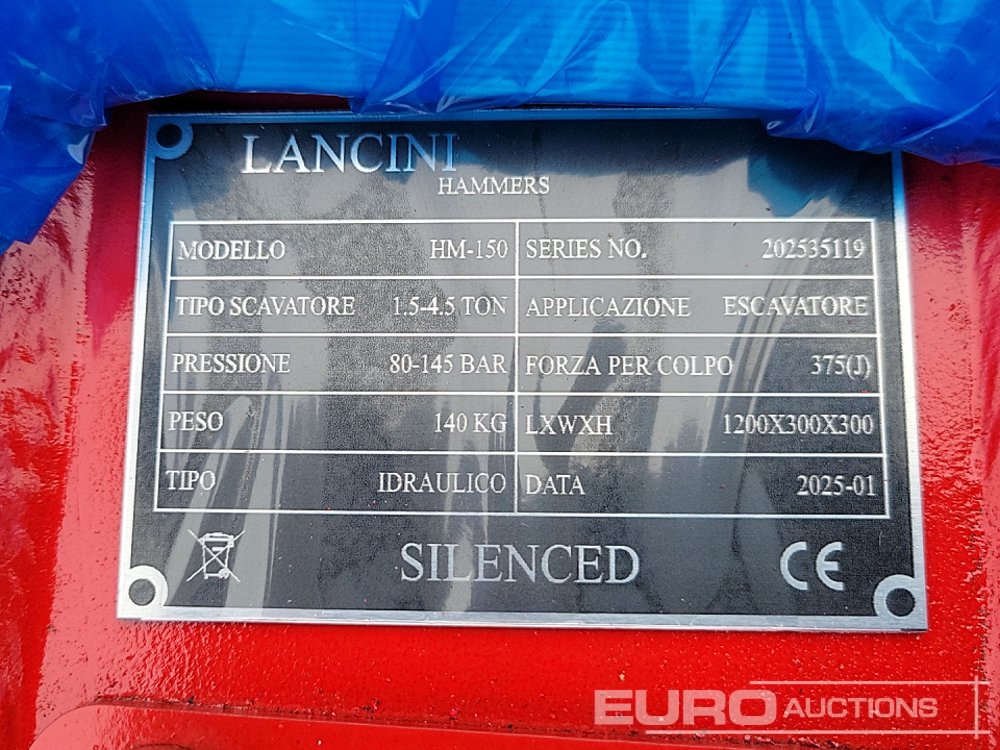 LANCINI
HAMMERS
MODELLO HM-150 SERIES NO. 202535119
TIPO SCAVATORE 1.5-4.5 TON APPLICAZIONE ESCAVATORE
PRESSIONE 80-145 BAR FORZA PER COLPO 375(J)
PESO 140 KG LXWXH 1200X300X300
TIPO IDRAULICO DATA 2025-01
SILENCED CE
EURO AUCTIONS